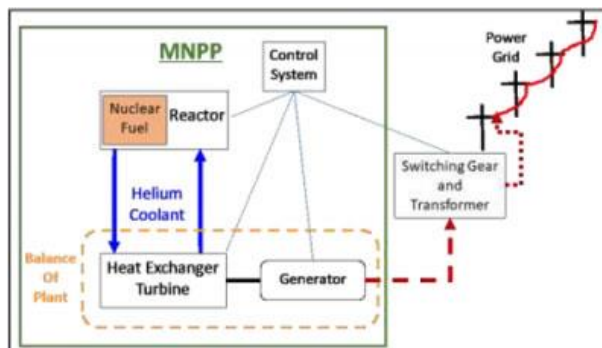 MNPP
Control
System
Power
Grid
Nuclear
Fuel
Reactor
Switching Gear
and
Transformer
Helium
Coolant
Balance
Of
Plant
Heat Exchanger
Turbine
Generator